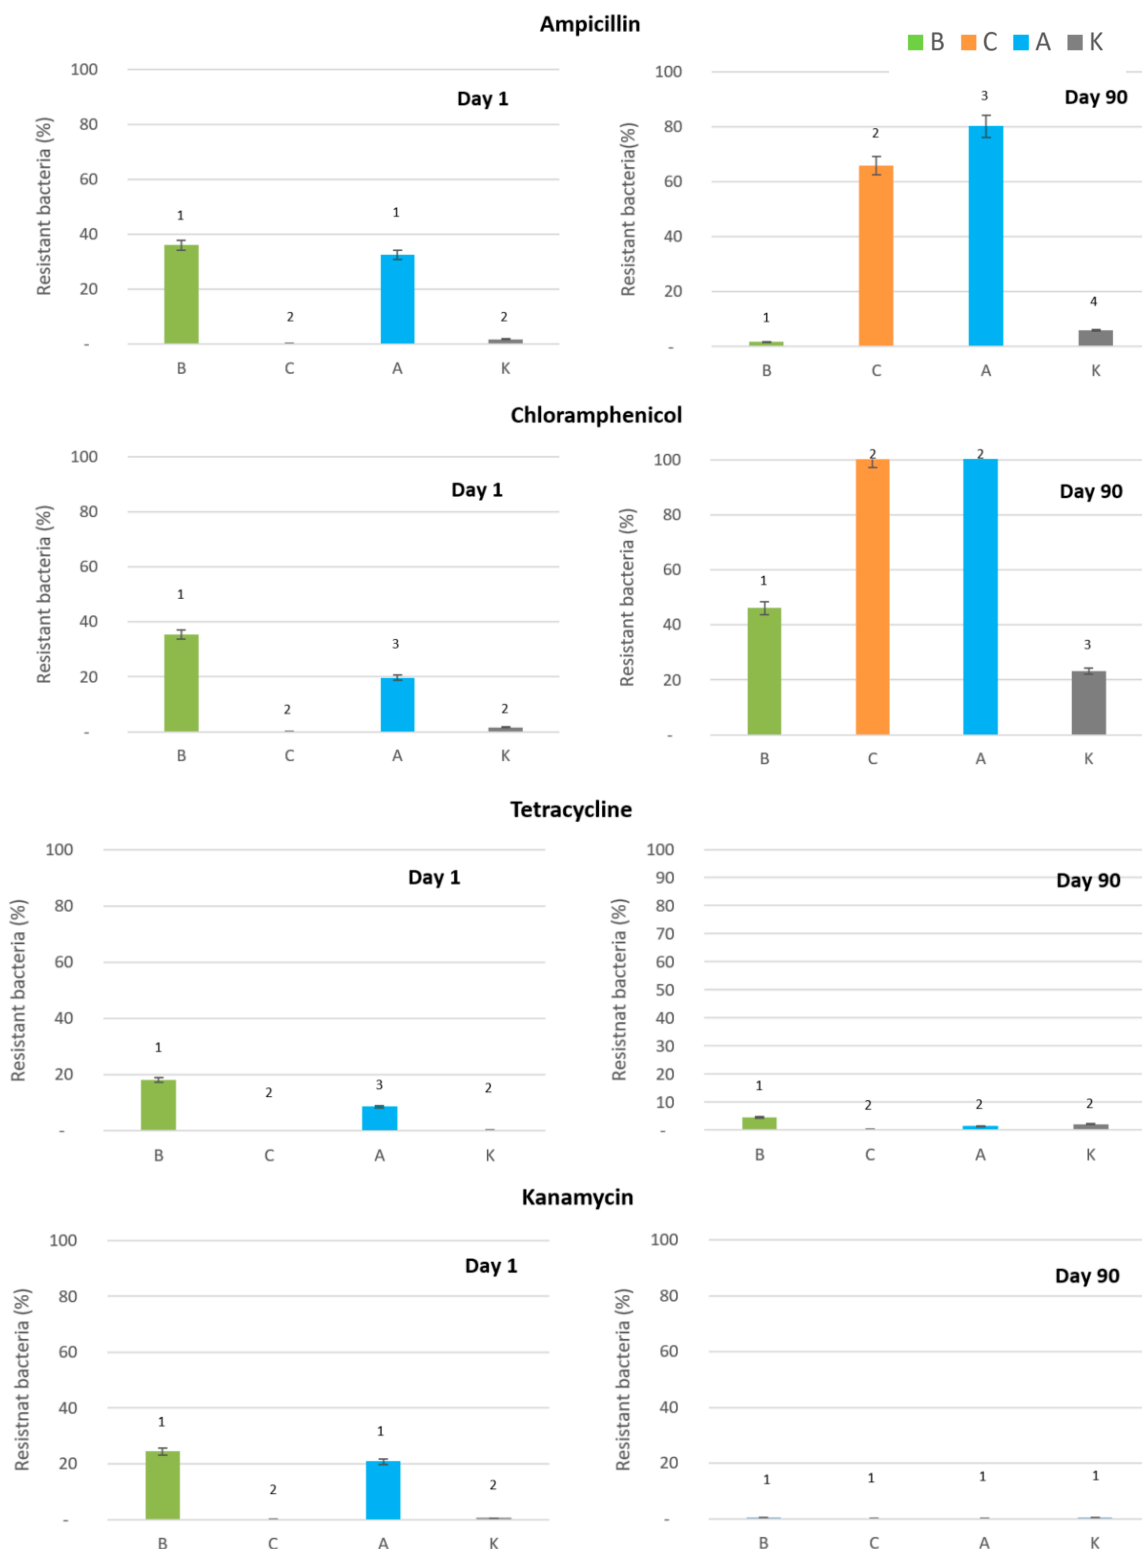 Ampicillin
B C A K
Day 1
Resistant bacteria (%)
100
80
60
40
20
-
1
2
1
2
B C A K
Day 90
Resistant bacteria(%)
100
80
60
40
20
-
1
2
3
4
B C A K
Chloramphenicol
Day 1
Resistant bacteria (%)
100
80
60
40
20
-
1
2
3
2
B C A K
Day 90
Resistant bacteria (%)
100
80
60
40
20
-
1
2
2
3
B C A K
Tetracycline
Day 1
Resistant bacteria (%)
100
80
60
40
20
-
1
2
3
2
B C A K
Day 90
Resistnat bacteria (%)
100
90
80
70
60
50
40
30
20
10
-
1
2
2
2
B C A K
Kanamycin
Day 1
Resistnat bacteria (%)
100
80
60
40
20
-
1
2
1
2
B C A K
Day 90
Resistant bacteria (%)
100
80
60
40
20
-
1
1
1
1
B C A K